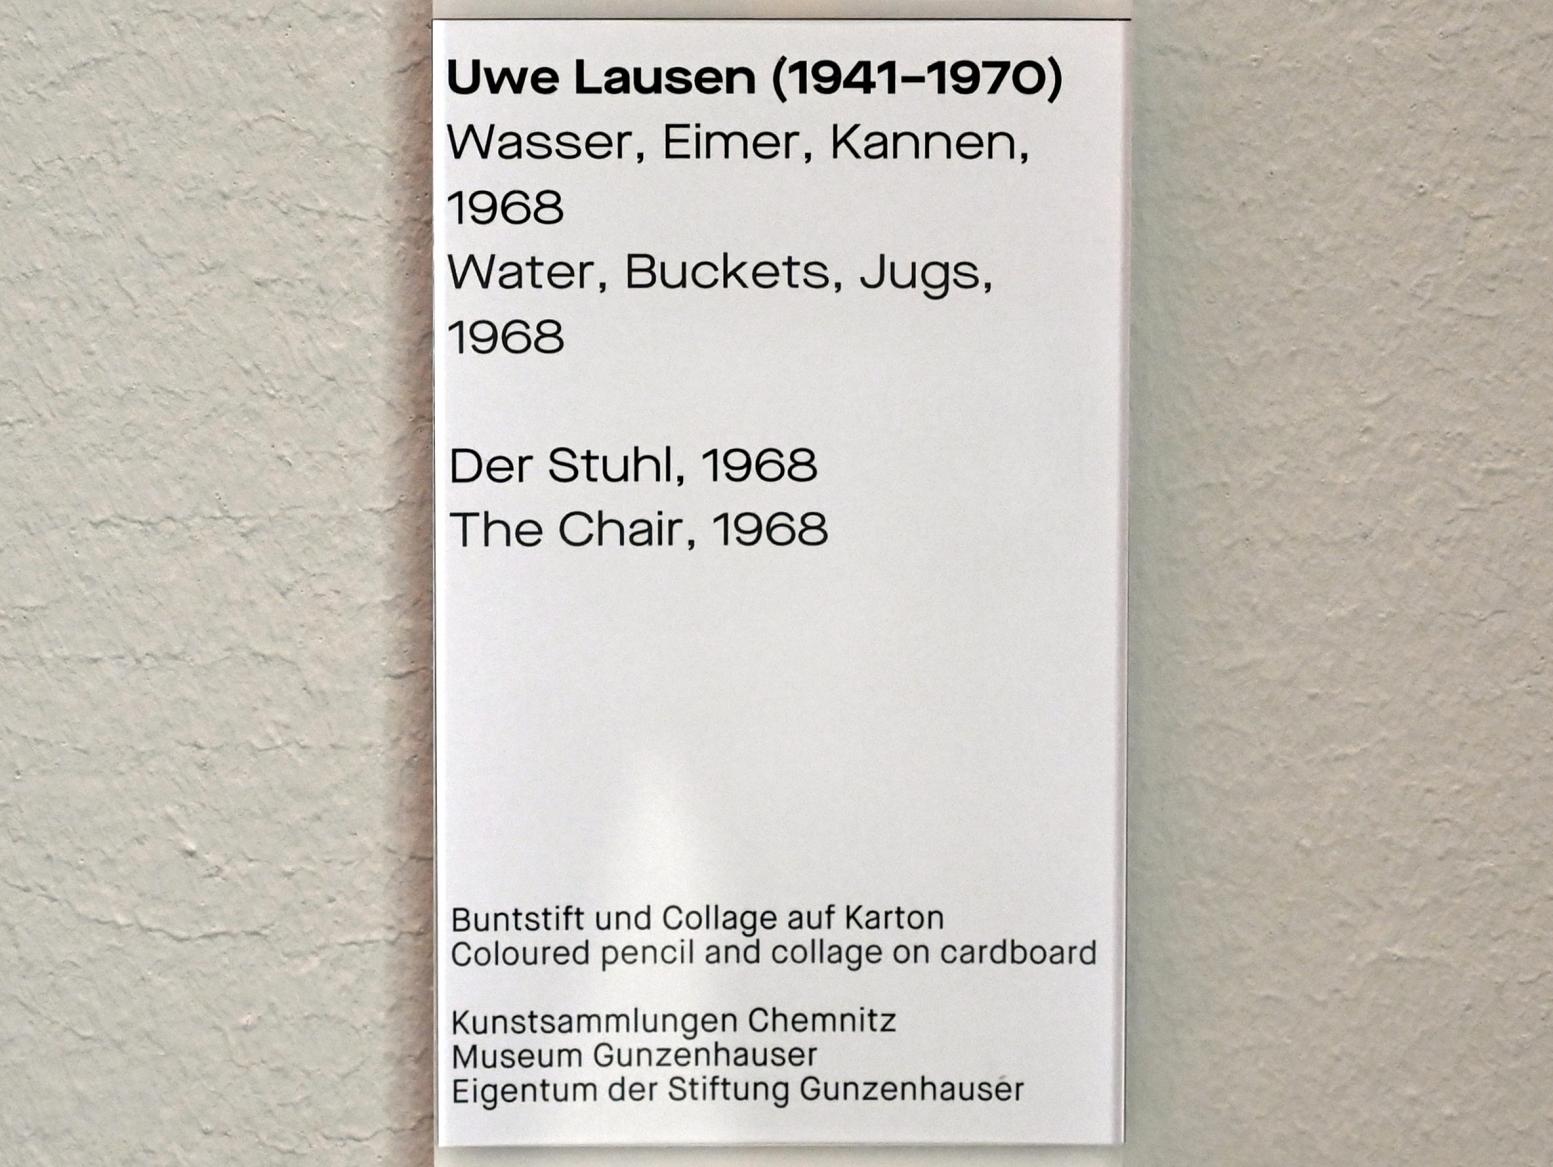 Uwe Lausen (1941–1970)
Wasser, Eimer, Kannen,
1968
Water, Buckets, Jugs,
1968
Der Stuhl, 1968
The Chair, 1968
Buntstift und Collage auf Karton
Coloured pencil and collage on cardboard
Kunstsammlungen Chemnitz
Museum Gunzenhauser
Eigentum der Stiftung Gunzenhauser